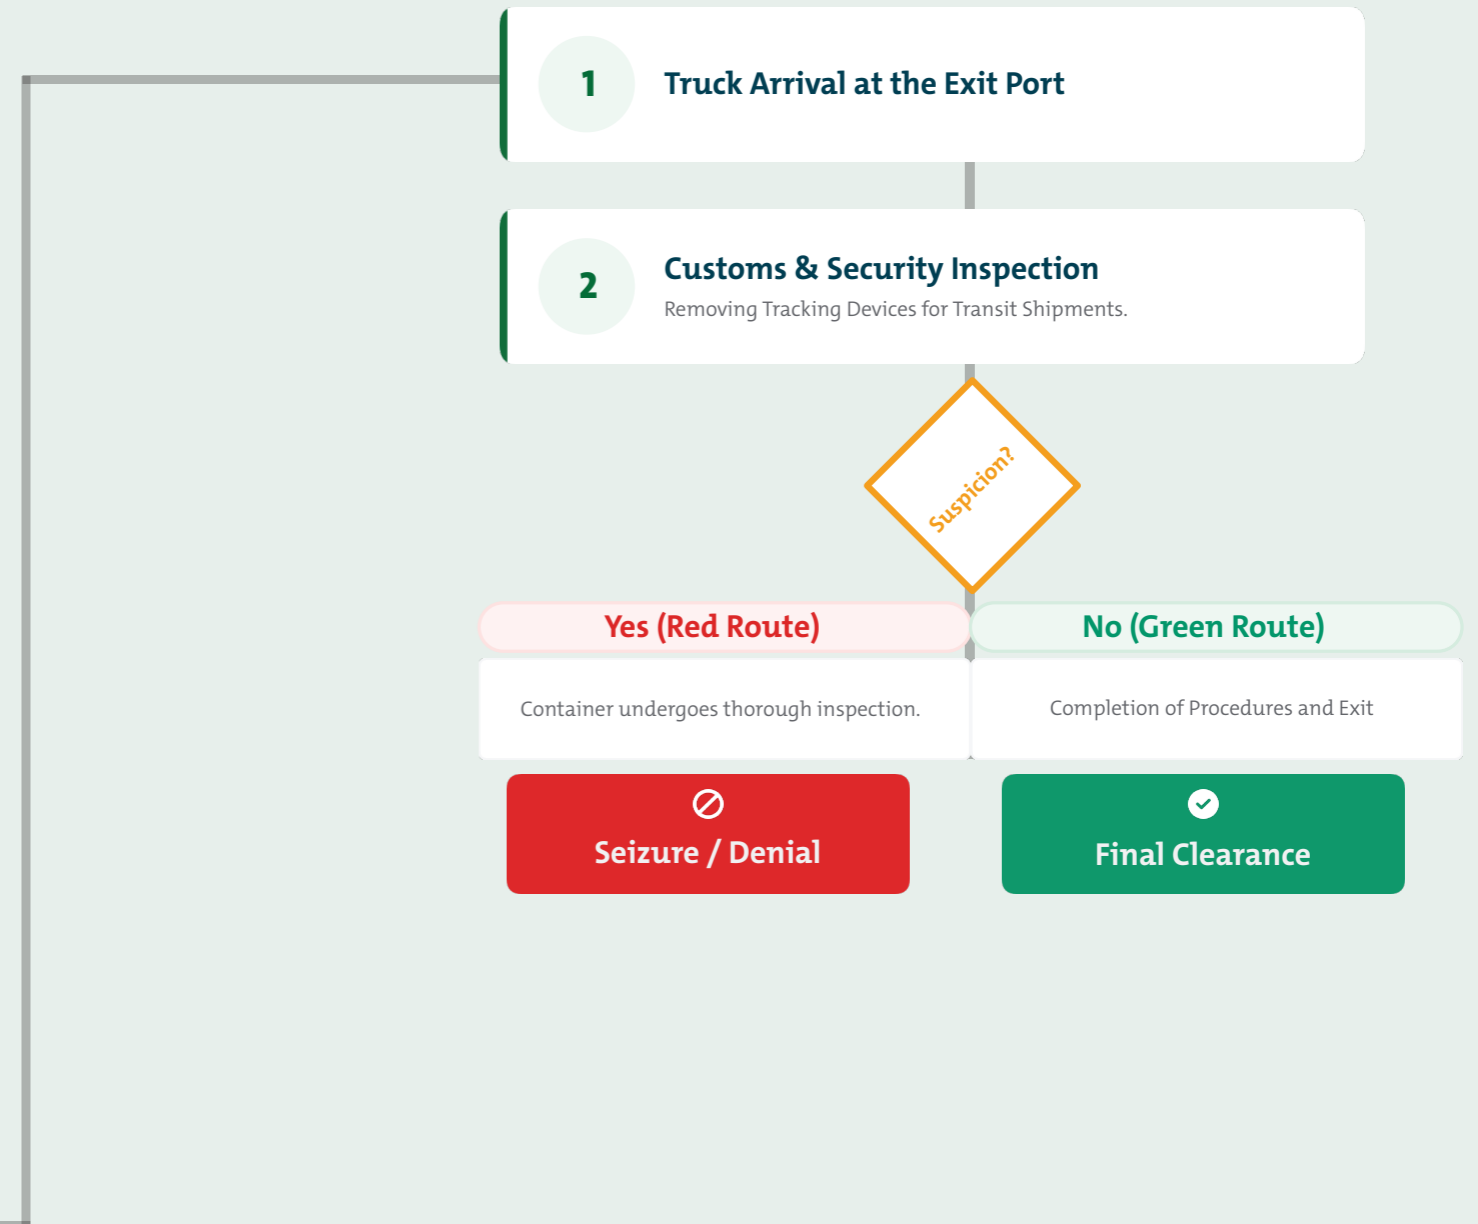 1
Truck Arrival at the Exit Port
2
Customs & Security Inspection
Removing Tracking Devices for Transit Shipments.
Suspicion?
Yes (Red Route)
No (Green Route)
Container undergoes thorough inspection.
Completion of Procedures and Exit
Seizure / Denial
Final Clearance